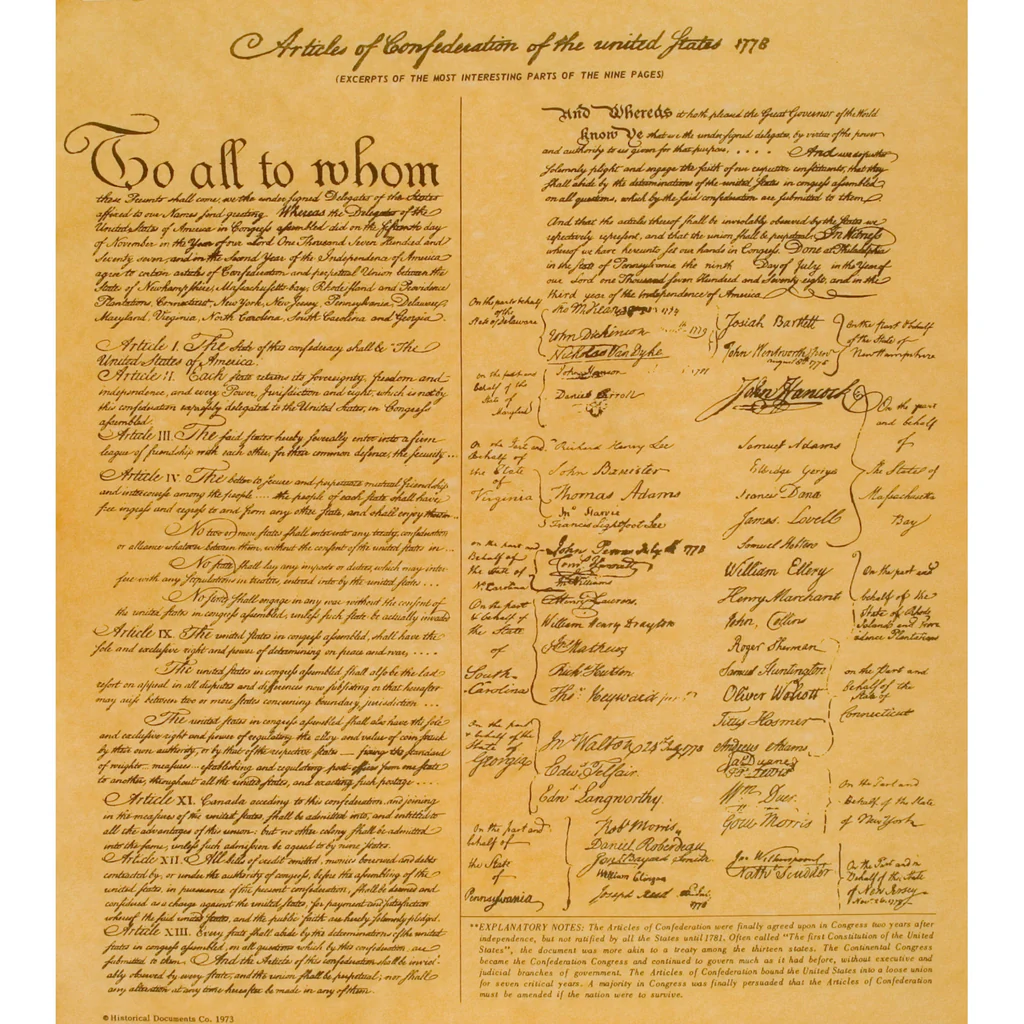 Articles of Confederation of the united States 1778
(EXCERPTS OF THE MOST INTERESTING PARTS OF THE NINE PAGES)
To all to whom
these Presents shall come, we the under signed Delegates of the States
affixed to our Names send greeting. Whereas the Delegates of the
United States of America in Congress assembled did on the fifteenth day
of November in the Year of our Lord One Thousand Seven Hundred and
Seventy seven, and in the Second Year of the Independence of America
agree to certain articles of Confederation and perpetual Union between the
States of Newhampshire, Massachusetts-bay, Rhodeisland and Providence
Plantations, Connecticut, New York, New Jersey, Pennsylvania, Delaware,
Maryland, Virginia, North Carolina, South Carolina and Georgia.
Article I. The Stile of this confederacy shall be "The
United States of America.
Article II. Each state retains its Sovereignty, freedom and
independence, and every Power, Jurisdiction and right, which is not by
this confederation expressly delegated to the United States, in Congress
assembled.
Article III. The said states hereby severally enter into a firm
league of friendship with each other, for their common defence, the security ...
Article IV. The better to secure and perpetuate mutual friendship
and intercourse among the people .... the people of each state shall have
free ingress and regress to and from any other state, and shall enjoy therein ...
No two or more states shall enter into any treaty, confederation
or alliance whatever between them, without the consent of the united states in ...
No state shall lay any imposts or duties, which may inter-
fere with any stipulations in treaties, entered into by the united states ....
No state shall engage in any war without the consent of
the united states in congress assembled, unless such state be actually invaded
Article IX. The united states in congress assembled, shall have the
sole and exclusive right and power of determining on peace and war, ....
The united states in congress assembled shall also be the last
resort on appeal in all disputes and differences now subsisting or that hereafter
may arise between two or more states concerning boundary, jurisdiction ...
The united states in congress assembled shall also have the sole
and exclusive right and power of regulating the alloy and value of coin struck
by their own authority, or by that of the respective states — fixing the standard
of weights measures - establishing and regulating post-offices from one state
to another, throughout all the united states, and exacting such postage ....
Article XI. Canada acceding to this confederation, and joining
in the measures of the united states, shall be admitted into, and entitled to
all the advantages of this union: but no other colony shall be admitted
into the same, unless such admission be agreed to by nine states.
Article XII. All bills of credit emitted, monies borrowed and debts
contracted by, or under the authority of congress, before the assembling of the
united states, in pursuance of the present confederation, shall be deemed and
considered as a charge against the united states, for payment and satisfaction
whereof the said united states, and the public faith are hereby solemnly pledged.
Article XIII. Every state shall abide by the determinations of the united
states in congress assembled, on all questions which by this confederation are
submitted to them. And the Articles of this confederation shall be invio-
ably observed by every state, and the union shall be perpetual; nor shall
any alteration at any time hereafter be made in any of them.
© Historical Documents Co. 1973
And Whereas it hath pleased the Great Governor of the World
Know Ye that we the undersigned delegates, by virtue of the power
and authority to us given for that purpose, .... And we do further
solemnly plight and engage the faith of our respective constituents, that they
shall abide by the determinations of the united States in congress assembled
on all questions, which by the said confederation are submitted to them.
And that the articles thereof shall be inviolably observed by the States we
respectively represent, and that the union shall be perpetual. In Witness
whereof we have hereunto set our hands in Congress. Done at Philadelphia
in the state of Pennsylvania the ninth Day of July in the Year of
our Lord one Thousand seven Hundred and Seventy-eight, and in the
third year of the independence of America
On the part & behalf
of the
State of Delaware
Tho M:Kean
John Dickinson
Nicholas Van Dyke
on the part and
behalf of the
State of
Maryland
John Hanson
Daniel Carroll
On the Part and
Behalf of
the State
of
Virginia
Richard Henry Lee
John Banister
Thomas Adams
Jno Harvie
Francis Lightfoot Lee
on the part and
Behalf of
the State of
No Carolina
John Penn July 1778
Jno Williams
On the part
& behalf of
the State
of
South-
Carolina
Henry Laurens.
William Henry Drayton
Jno Mathews
Richd Hutson
Thos Heyward
On the part
& behalf of the
State of
Georgia
Jno Walton 24th July 1778
Edwd Telfair.
Edwd Langworthy.
On the part and
behalf of
the State
of
Pennsylvania
Robt Morris
Daniel Roberdeau
Jona Bayard Smith.
William Clingan
Joseph Reed
1778
Josiah Bartlett
John Wentworth Junr
august 8th 1778
On the part & behalf
of the State of
New Hampshire
John Hancock
Samuel Adams
Elbridge Gerry
Francis Dana
James Lovell
Samuel Holten
On the part
and behalf
of
The States of
Massachusetts
Bay
William Ellery
Henry Marchant
John Collins
On the part and
behalf of the
State of Rhode
Island and Prov-
idence Plantations
Roger Sherman
Samuel Huntington
Oliver Wolcott
Titus Hosmer
Andrew Adams
on the Part and
behalf of the
State of
Connecticut
Jas Duane
Fra Lewis
Wm Duer
Gouv Morris
On the Part and
Behalf of the State
of New York
Jno Witherspoon
Nathl Scudder
On the Part and in
Behalf of the State
of New Jersey
Novr 26 1778
**EXPLANATORY NOTES: The Articles of Confederation were finally agreed upon in Congress two years after
independence, but not ratified by all the States until 1781. Often called "The first Constitution of the United
States", the document was more akin to a treaty among the thirteen states. The Continental Congress
became the Confederation Congress and continued to govern much as it had before, without executive and
judicial branches of government. The Articles of Confederation bound the United States into a loose union
for seven critical years. A majority in Congress was finally persuaded that the Articles of Confederation
must be amended if the nation were to survive.